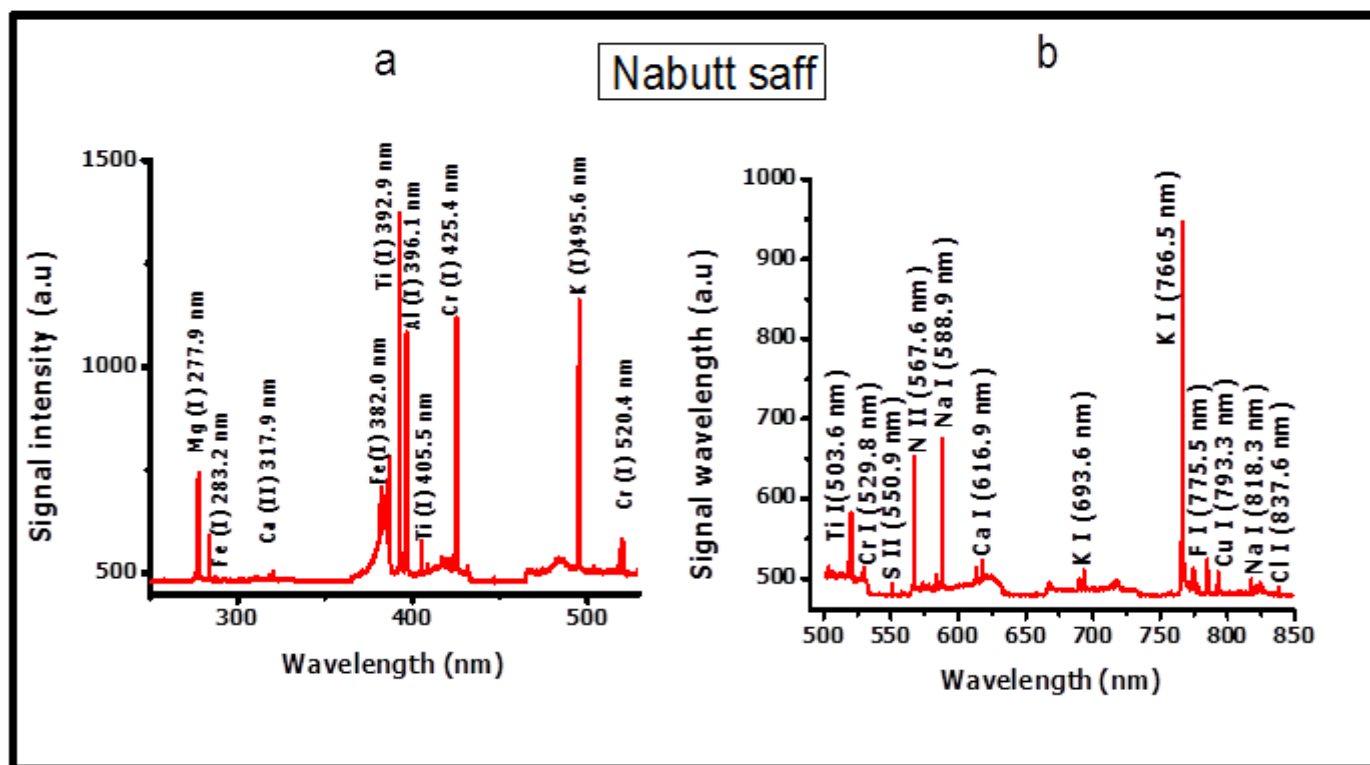 a
Nabutt saff
b
Signal intensity (a.u)
1500
1000
500
Mg (I) 277.9 nm
Fe (I) 283.2 nm
Ca (II) 317.9 nm
Fe(I) 382.0 nm
Ti (I) 392.9 nm
Al (I) 396.1 nm
Ti (I) 405.5 nm
Cr (I) 425.4 nm
K (I)495.6 nm
Cr (I) 520.4 nm
300
400
500
Wavelength (nm)
Signal wavelength (a.u)
1000
900
800
700
600
500
Ti I(503.6 nm)
Cr I (529.8 nm)
S II (550.9 nm)
N II (567.6 nm)
Na I (588.9 nm)
Ca I (616.9 nm)
K I (693.6 nm)
K I (766.5 nm)
F I (775.5 nm)
Cu I (793.3 nm)
Na I (818.3 nm)
Cl I (837.6 nm)
500
550
600
650
700
750
800
850
Wavelength (nm)